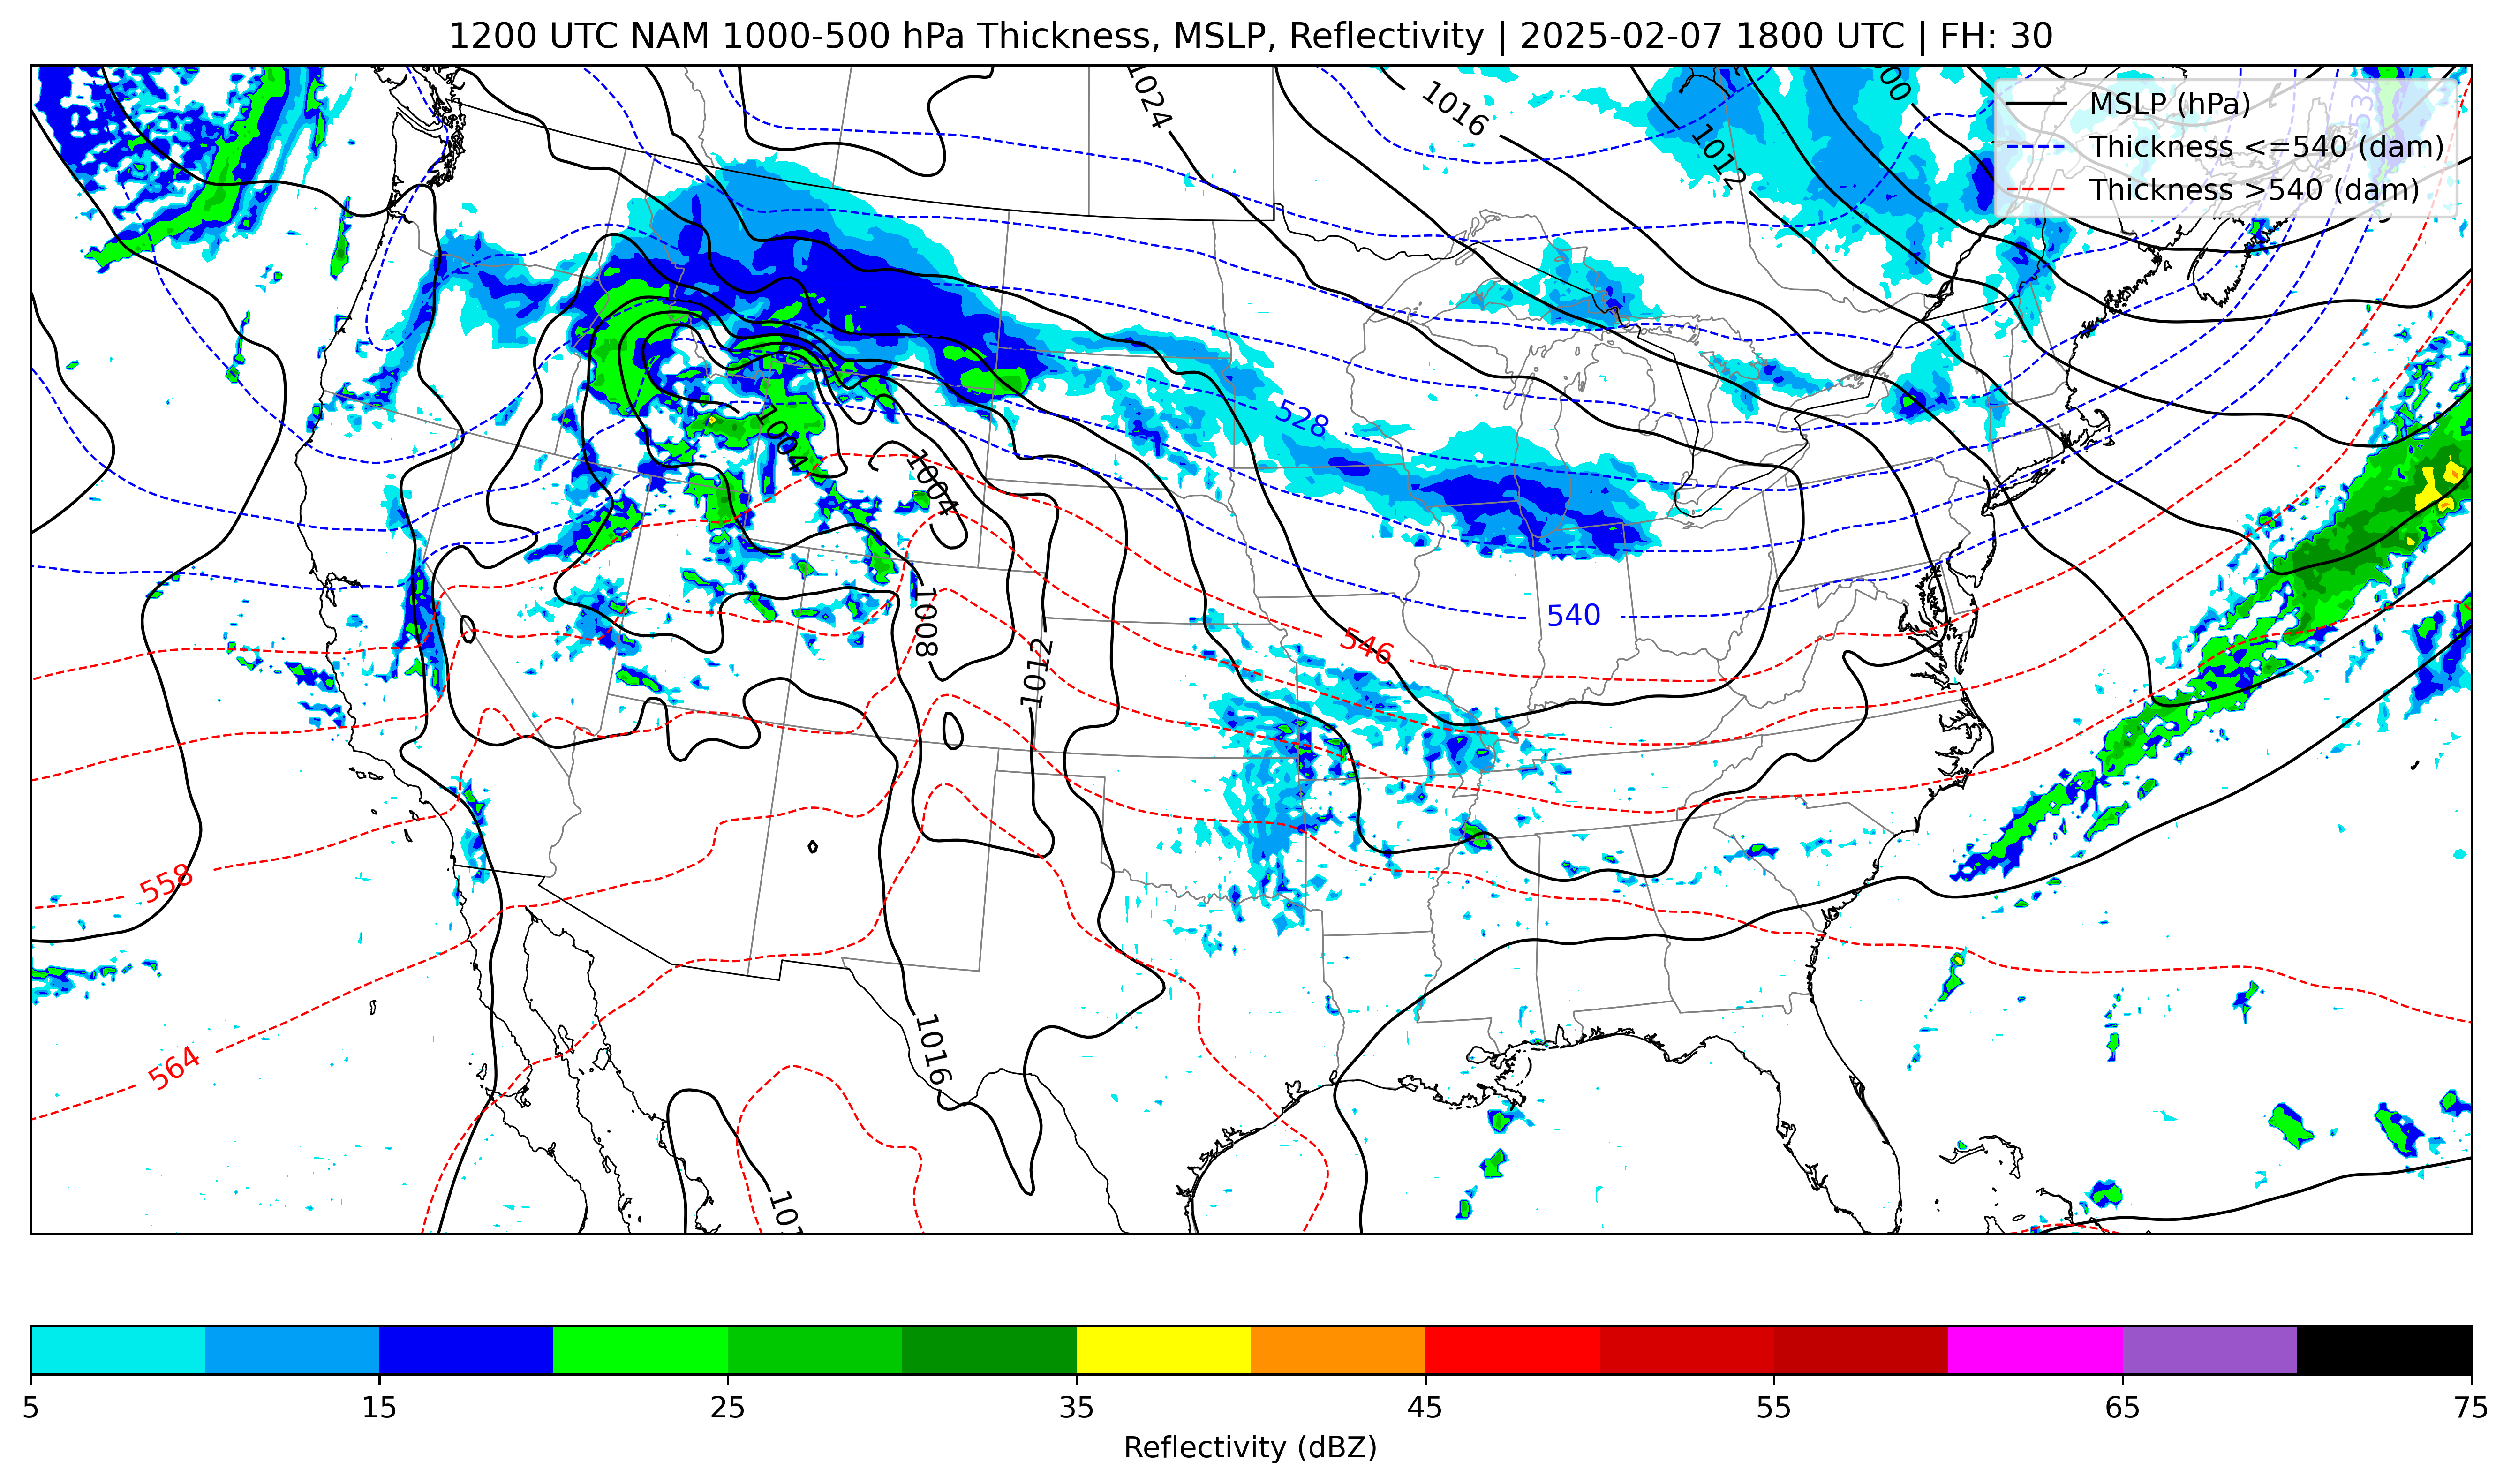 1200 UTC NAM 1000-500 hPa Thickness, MSLP, Reflectivity | 2025-02-07 1800 UTC | FH: 30
MSLP (hPa)
Thickness <=540 (dam)
Thickness >540 (dam)
1024
1016
1012
534
528
1004
1004
540
546
1008
1012
558
564
1016
5 15 25 35 45 55 65 75
Reflectivity (dBZ)